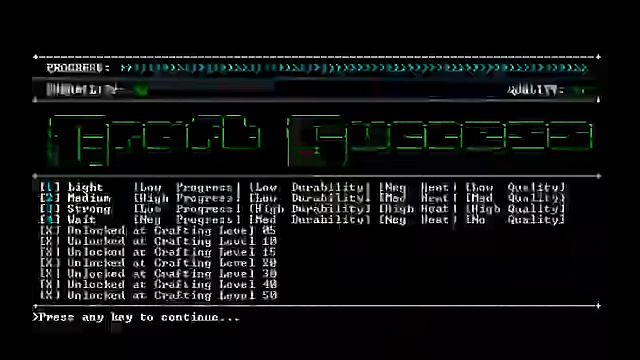 PROGRESS:
DURABILITY QUALITY:
Craft Success
[1] Light [Low Progress] [Low Durability] [Neg Heat] [Low Quality]
[2] Medium [High Progress] [Low Durability] [Med Heat] [Med Quality]
[3] Strong [Low Progress] [High Durability] [High Heat] [High Quality]
[4] Wait [Neg Progress] [Med Durability] [Neg Heat] [No Quality]
[X] Unlocked at Crafting Level 05
[X] Unlocked at Crafting Level 10
[X] Unlocked at Crafting Level 15
[X] Unlocked at Crafting Level 20
[X] Unlocked at Crafting Level 30
[X] Unlocked at Crafting Level 40
[X] Unlocked at Crafting Level 50
>Press any key to continue...